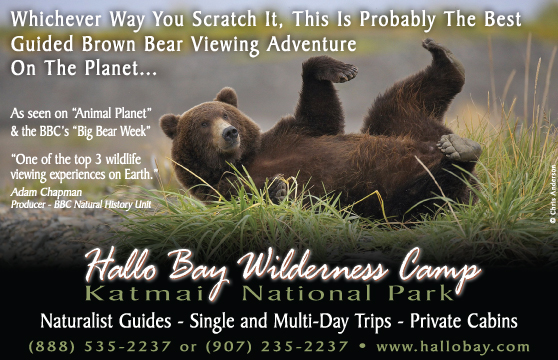 Whichever Way You Scratch It, This Is Probably The Best
Guided Brown Bear Viewing Adventure
On The Planet...
As seen on “Animal Planet”
& the BBC's “Big Bear Week”
“One of the top 3 wildlife
viewing experiences on Earth.”
Adam Chapman
Producer - BBC Natural History Unit
© Chris Anderson
Hallo Bay Wilderness Camp
Katmai National Park
Naturalist Guides - Single and Multi-Day Trips - Private Cabins
(888) 535-2237 or (907) 235-2237 • www.hallobay.com